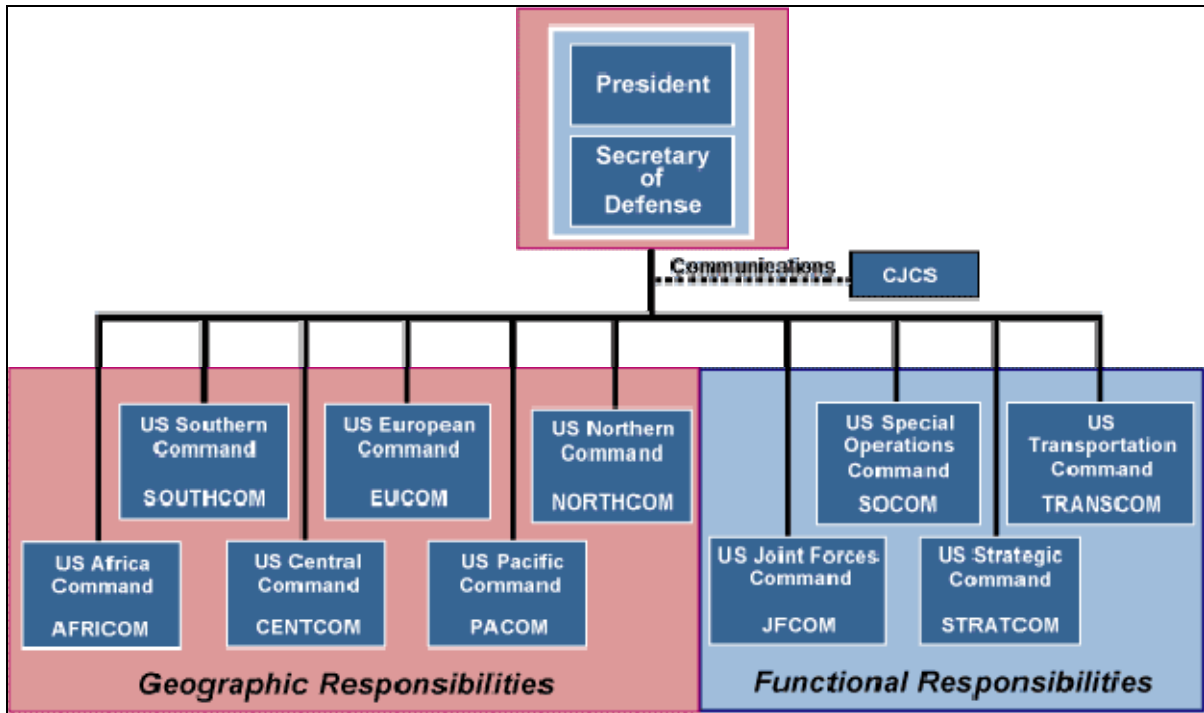 President
Secretary
of
Defense
Communications
CJCS
US Southern
Command
SOUTHCOM
US European
Command
EUCOM
US Northern
Command
NORTHCOM
US Special
Operations
Command
SOCOM
US
Transportation
Command
TRANSCOM
US Africa
Command
AFRICOM
US Central
Command
CENTCOM
US Pacific
Command
PACOM
US Joint Forces
Command
JFCOM
US Strategic
Command
STRATCOM
Geographic Responsibilities
Functional Responsibilities